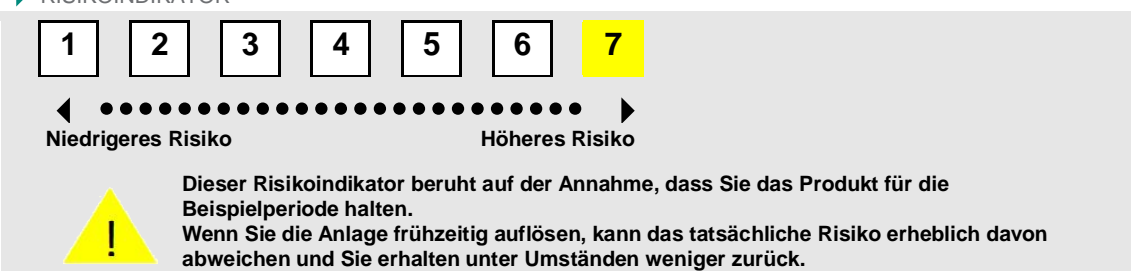 RISIKOINDIKATOR
1 2 3 4 5 6 7
Niedrigeres Risiko Höheres Risiko
Dieser Risikoindikator beruht auf der Annahme, dass Sie das Produkt für die
Beispielperiode halten.
! Wenn Sie die Anlage frühzeitig auflösen, kann das tatsächliche Risiko erheblich davon
abweichen und Sie erhalten unter Umständen weniger zurück.